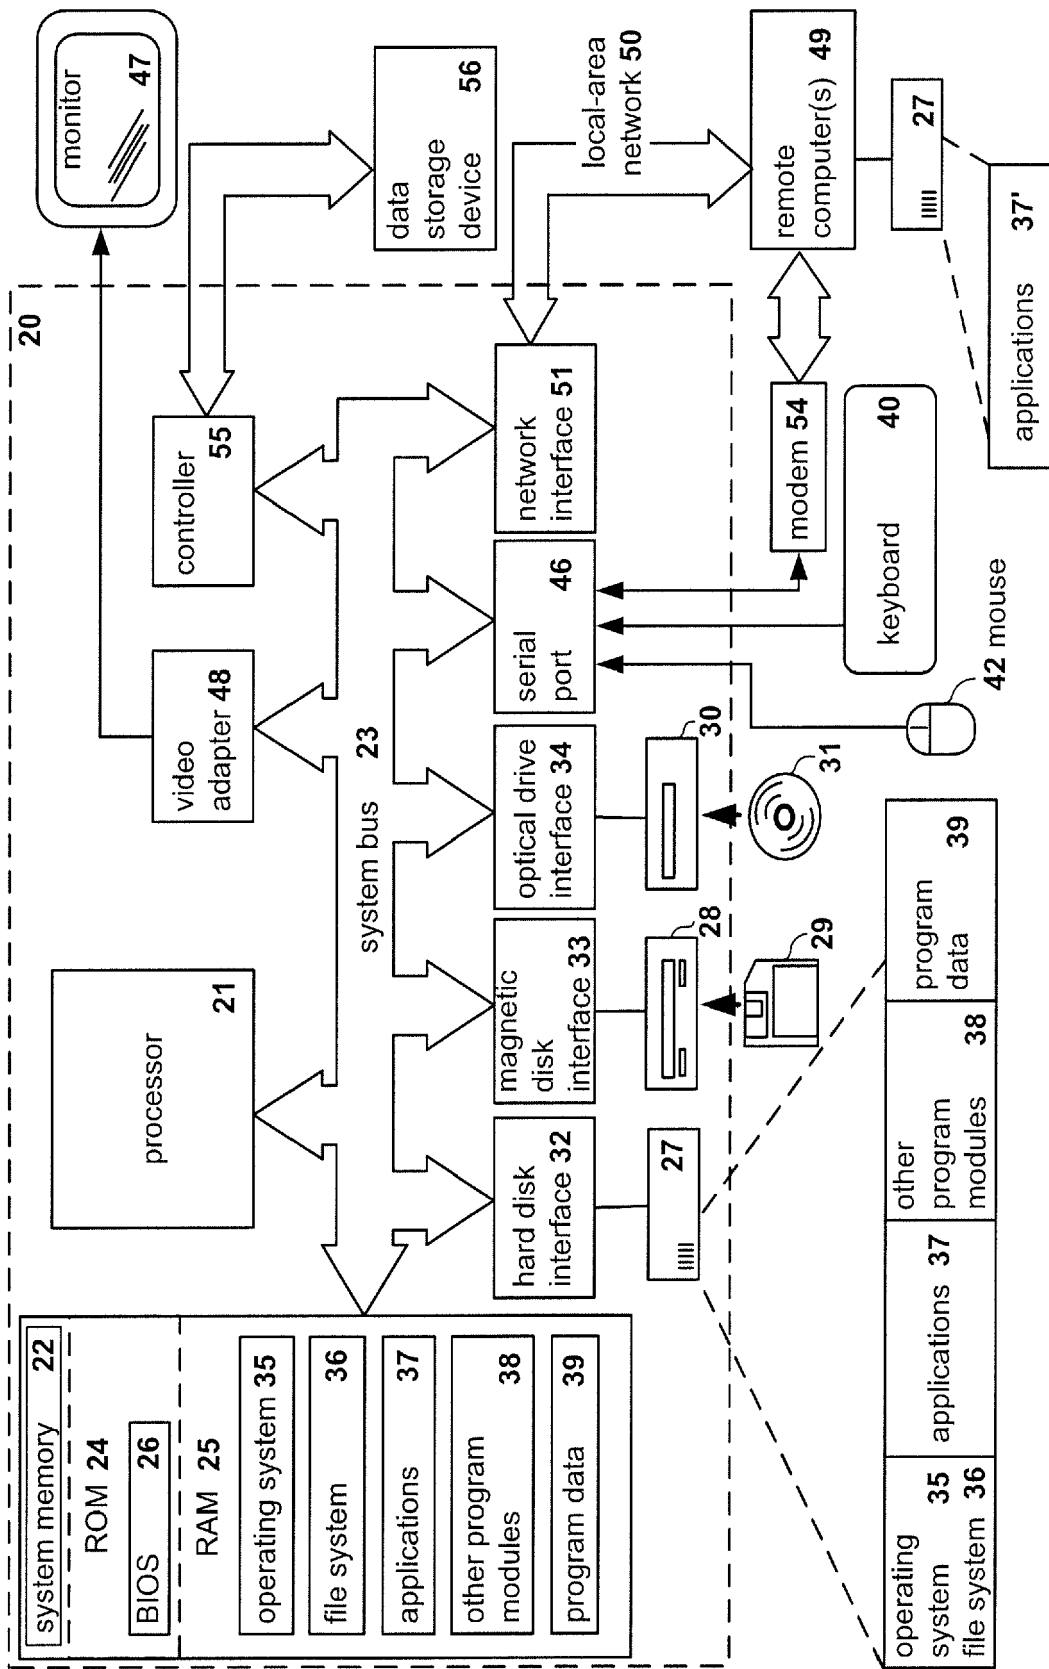 20
system memory 22
ROM 24
BIOS 26
RAM 25
operating system 35
file system 36
applications 37
other program
modules 38
program data 39
processor
21
video
adapter 48
controller
55
monitor
47
system bus 23
data
storage
device
56
hard disk
interface 32
magnetic
disk
interface 33
optical drive
interface 34
serial
port
46
network
interface 51
local-area
network 50
27
28
30
29
31
modem 54
remote
computer(s) 49
27
keyboard
40
42 mouse
applications 37'
operating
system 35
file system 36
applications 37
other
program
modules 38
program
data 39